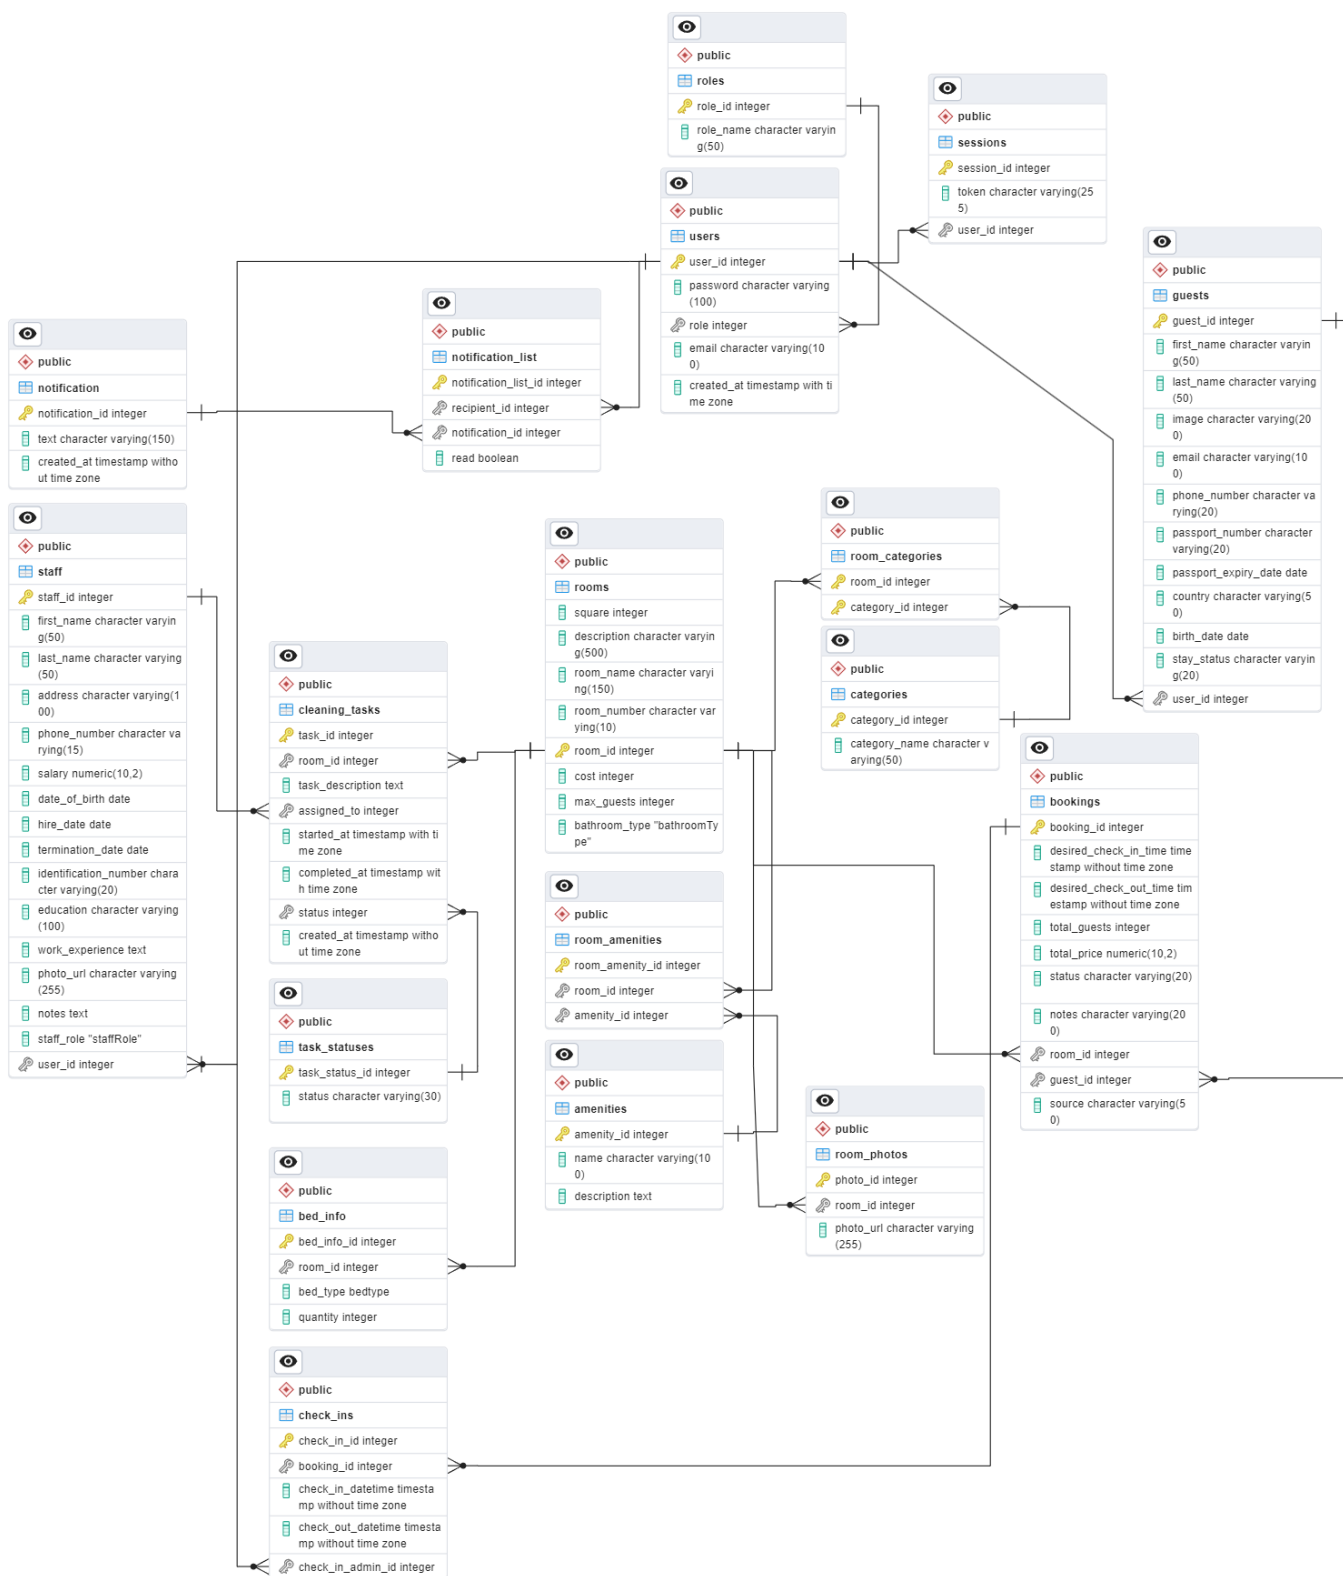 public
roles
role_id integer
role_name character varyin
g(50)
public
sessions
session_id integer
token character varying(25
5)
user_id integer
public
users
user_id integer
password character varying
(100)
role integer
email character varying(10
0)
created_at timestamp with ti
me zone
public
guests
guest_id integer
first_name character varyin
g(50)
last_name character varying
(50)
image character varying(20
0)
email character varying(10
0)
phone_number character va
rying(20)
passport_number character
varying(20)
passport_expiry_date date
country character varying(5
0)
birth_date date
stay_status character varyin
g(20)
user_id integer
public
notification_list
notification_list_id integer
recipient_id integer
notification_id integer
read boolean
public
notification
notification_id integer
text character varying(150)
created_at timestamp witho
ut time zone
public
staff
staff_id integer
first_name character varyin
g(50)
last_name character varying
(50)
address character varying(1
00)
phone_number character va
rying(15)
salary numeric(10,2)
date_of_birth date
hire_date date
termination_date date
identification_number chara
cter varying(20)
education character varying
(100)
work_experience text
photo_url character varying
(255)
notes text
staff_role "staffRole"
user_id integer
public
cleaning_tasks
task_id integer
room_id integer
task_description text
assigned_to integer
started_at timestamp with ti
me zone
completed_at timestamp wit
h time zone
status integer
created_at timestamp witho
ut time zone
public
task_statuses
task_status_id integer
status character varying(30)
public
bed_info
bed_info_id integer
room_id integer
bed_type bedtype
quantity integer
public
check_ins
check_in_id integer
booking_id integer
check_in_datetime timesta
mp without time zone
check_out_datetime timesta
mp without time zone
check_in_admin_id integer
public
rooms
square integer
description character varyin
g(500)
room_name character varyi
ng(150)
room_number character var
ying(10)
room_id integer
cost integer
max_guests integer
bathroom_type "bathroomTy
pe"
public
room_amenities
room_amenity_id integer
room_id integer
amenity_id integer
public
amenities
amenity_id integer
name character varying(10
0)
description text
public
room_categories
room_id integer
category_id integer
public
categories
category_id integer
category_name character v
arying(50)
public
room_photos
photo_id integer
room_id integer
photo_url character varying
(255)
public
bookings
booking_id integer
desired_check_in_time time
stamp without time zone
desired_check_out_time tim
estamp without time zone
total_guests integer
total_price numeric(10,2)
status character varying(20)
notes character varying(20
0)
room_id integer
guest_id integer
source character varying(5
0)